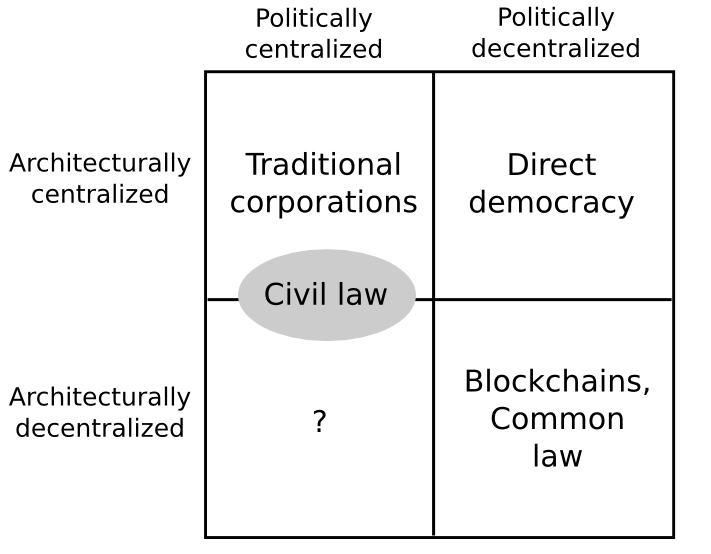 Politically
centralized
Politically
decentralized
Architecturally
centralized
Traditional
corporations
Direct
democracy
Civil law
Architecturally
decentralized
?
Blockchains,
Common
law